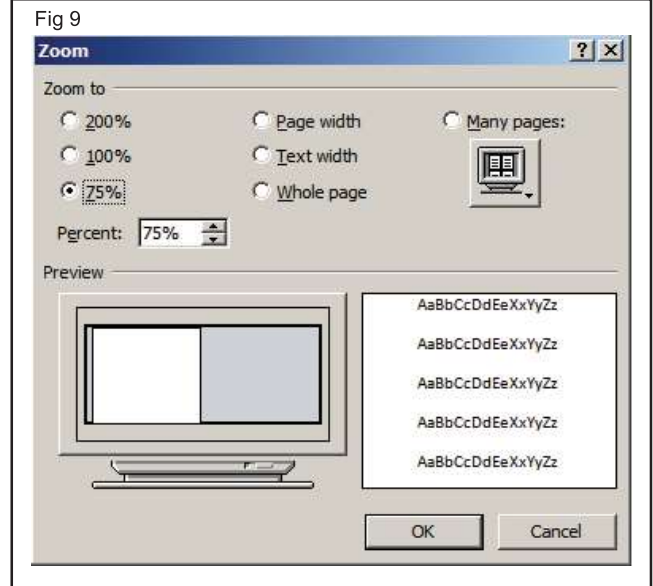 Fig 9
Zoom
Zoom to
200% Page width Many pages:
100% Text width
75% Whole page
Percent: 75%
Preview
AaBbCcDdEeXxYyZz
AaBbCcDdEeXxYyZz
AaBbCcDdEeXxYyZz
AaBbCcDdEeXxYyZz
AaBbCcDdEeXxYyZz
OK Cancel